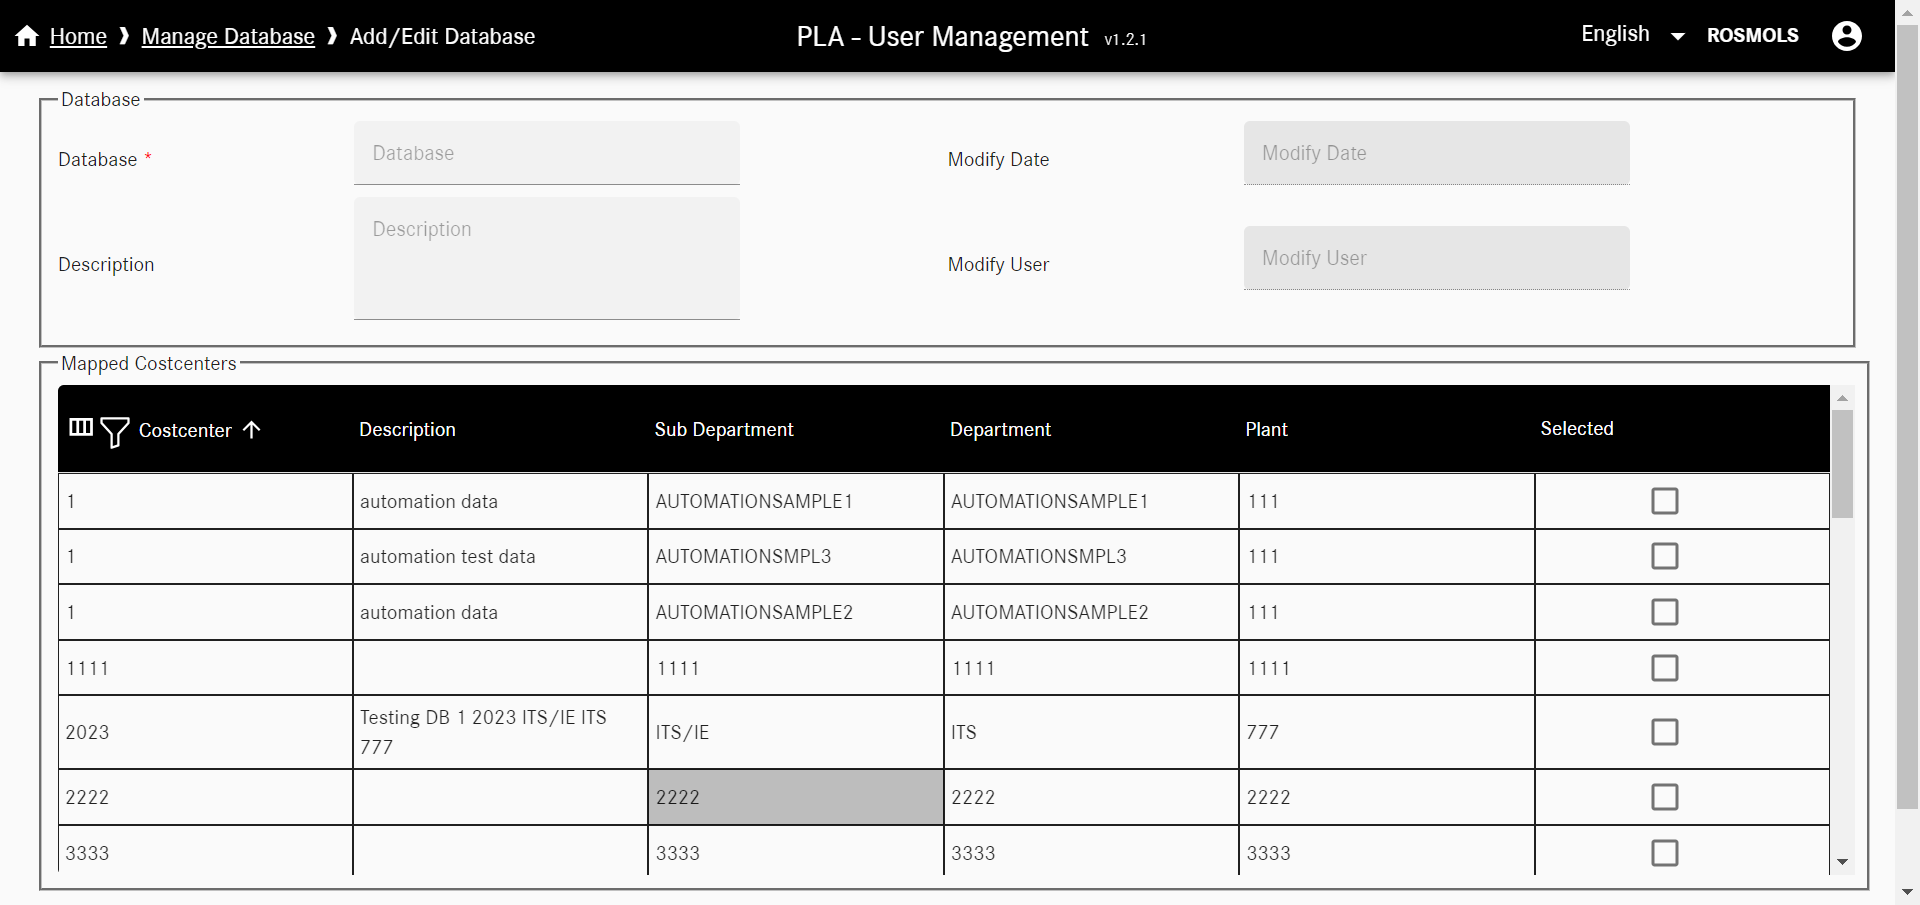 Home ❱ Manage Database ❱ Add/Edit Database
PLA - User Management v1.2.1
English
ROSMOLS
Database
Database *
Database
Modify Date
Modify Date
Description
Description
Modify User
Modify User
Mapped Costcenters
Costcenter Description Sub Department Department Plant Selected
1 automation data AUTOMATIONSAMPLE1 AUTOMATIONSAMPLE1 111
1 automation test data AUTOMATIONSMPL3 AUTOMATIONSMPL3 111
1 automation data AUTOMATIONSAMPLE2 AUTOMATIONSAMPLE2 111
1111 1111 1111 1111
2023 Testing DB 1 2023 ITS/IE ITS
777 ITS/IE ITS 777
2222 2222 2222 2222
3333 3333 3333 3333